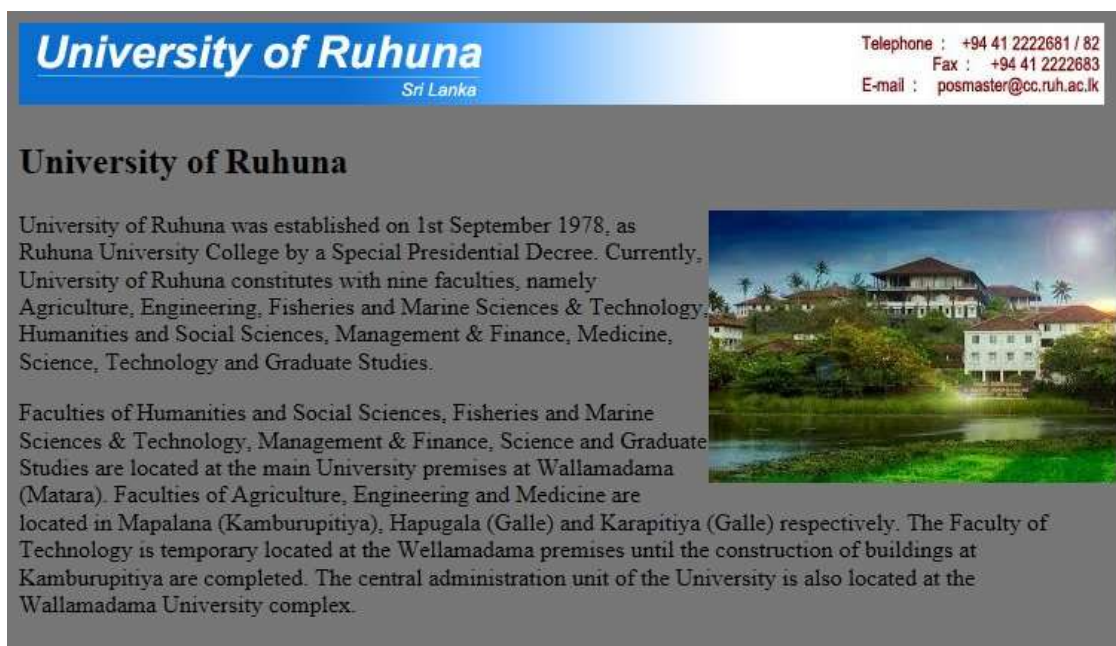 University of Ruhuna
Sri Lanka
Telephone : +94 41 2222681 / 82
Fax : +94 41 2222683
E-mail : posmaster@cc.ruh.ac.lk
University of Ruhuna
University of Ruhuna was established on 1st September 1978, as
Ruhuna University College by a Special Presidential Decree. Currently,
University of Ruhuna constitutes with nine faculties, namely
Agriculture, Engineering, Fisheries and Marine Sciences & Technology,
Humanities and Social Sciences, Management & Finance, Medicine,
Science, Technology and Graduate Studies.
Faculties of Humanities and Social Sciences, Fisheries and Marine
Sciences & Technology, Management & Finance, Science and Graduate
Studies are located at the main University premises at Wallamadama
(Matara). Faculties of Agriculture, Engineering and Medicine are
located in Mapalana (Kamburupitiya), Hapugala (Galle) and Karapitiya (Galle) respectively. The Faculty of
Technology is temporary located at the Wellamadama premises until the construction of buildings at
Kamburupitiya are completed. The central administration unit of the University is also located at the
Wallamadama University complex.